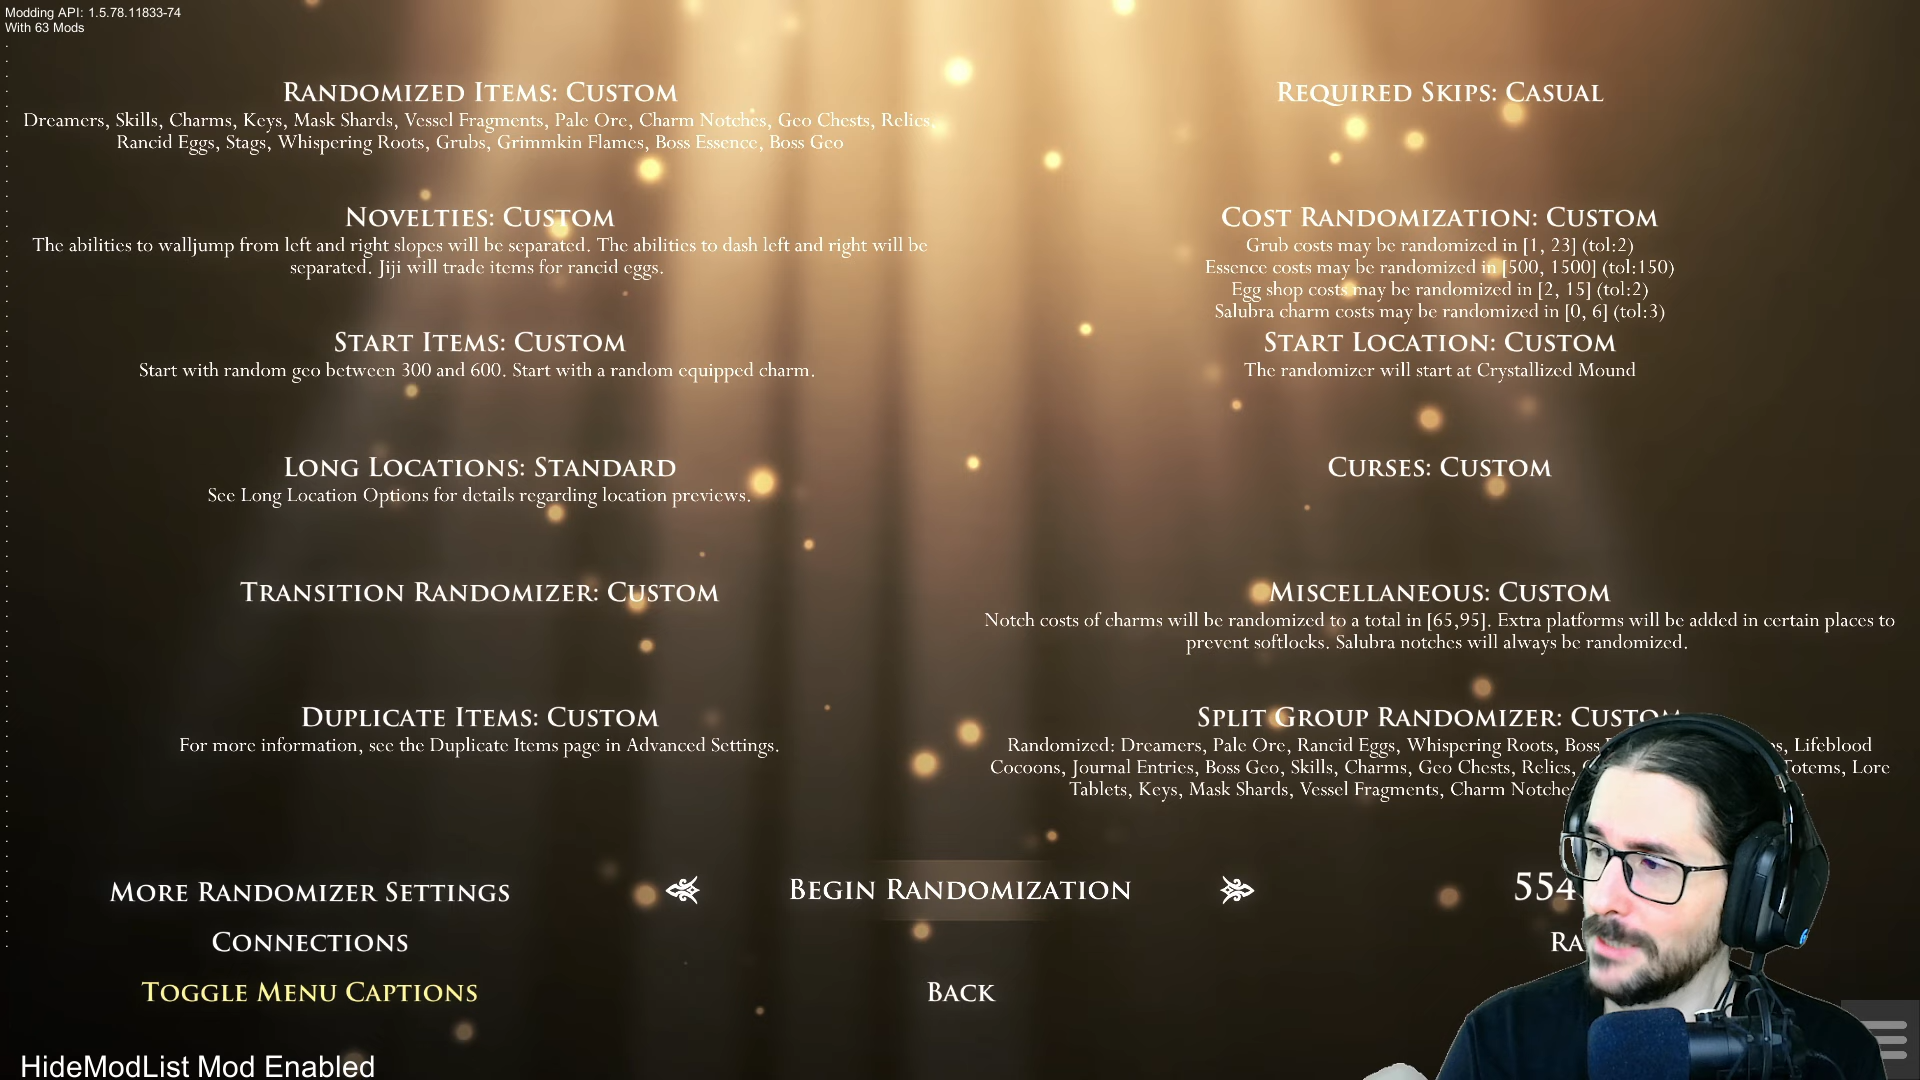 Modding API: 1.5.78.11833-74
With 63 Mods
Randomized Items: Custom
Dreamers, Skills, Charms, Keys, Mask Shards, Vessel Fragments, Pale Ore, Charm Notches, Geo Chests, Relics,
Rancid Eggs, Stags, Whispering Roots, Grubs, Grimmkin Flames, Boss Essence, Boss Geo
Required Skips: Casual
Novelties: Custom
The abilities to walljump from left and right slopes will be separated. The abilities to dash left and right will be
separated. Jiji will trade items for rancid eggs.
Cost Randomization: Custom
Grub costs may be randomized in [1, 23] (tol:2)
Essence costs may be randomized in [500, 1500] (tol:150)
Egg shop costs may be randomized in [2, 15] (tol:2)
Salubra charm costs may be randomized in [0, 6] (tol:3)
Start Items: Custom
Start with random geo between 300 and 600. Start with a random equipped charm.
Start Location: Custom
The randomizer will start at Crystallized Mound
Long Locations: Standard
See Long Location Options for details regarding location previews.
Curses: Custom
Transition Randomizer: Custom
Miscellaneous: Custom
Notch costs of charms will be randomized to a total in [65,95]. Extra platforms will be added in certain places to
prevent softlocks. Salubra notches will always be randomized.
Duplicate Items: Custom
For more information, see the Duplicate Items page in Advanced Settings.
Split Group Randomizer: Custom
Randomized: Dreamers, Pale Ore, Rancid Eggs, Whispering Roots, Boss Lifeblood
Cocoons, Journal Entries, Boss Geo, Skills, Charms, Geo Chests, Relics, Totems, Lore
Tablets, Keys, Mask Shards, Vessel Fragments, Charm Notches
More Randomizer Settings
Begin Randomization
554
Connections
Toggle Menu Captions
Back
HideModList Mod Enabled